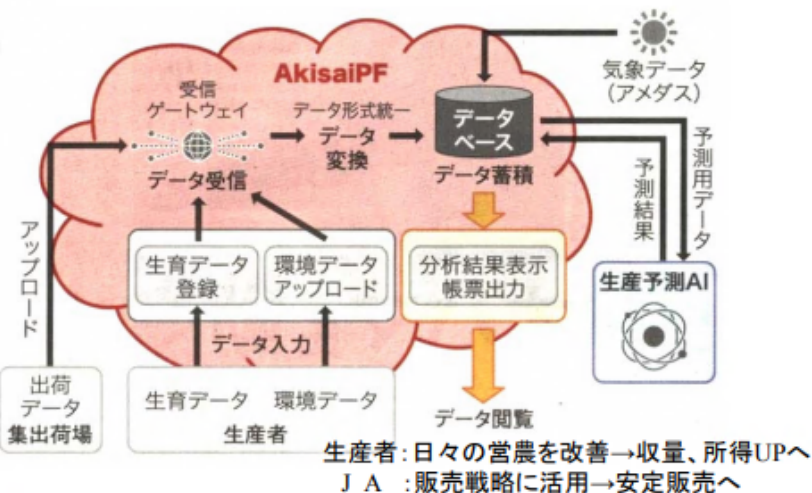 AkisaiPF
受信
ゲートウェイ
データ受信
データ形式統一
データ
変換
データ
ベース
データ蓄積
気象データ
(アメダス)
予測用データ
予測結果
生産予測AI
アップロード
生育データ
登録
環境データ
アップロード
分析結果表示
帳票出力
データ入力
出荷
データ
集出荷場
生育データ 環境データ
生産者
データ閲覧
生産者:日々の営農を改善→収量、所得UPへ
J A :販売戦略に活用→安定販売へ